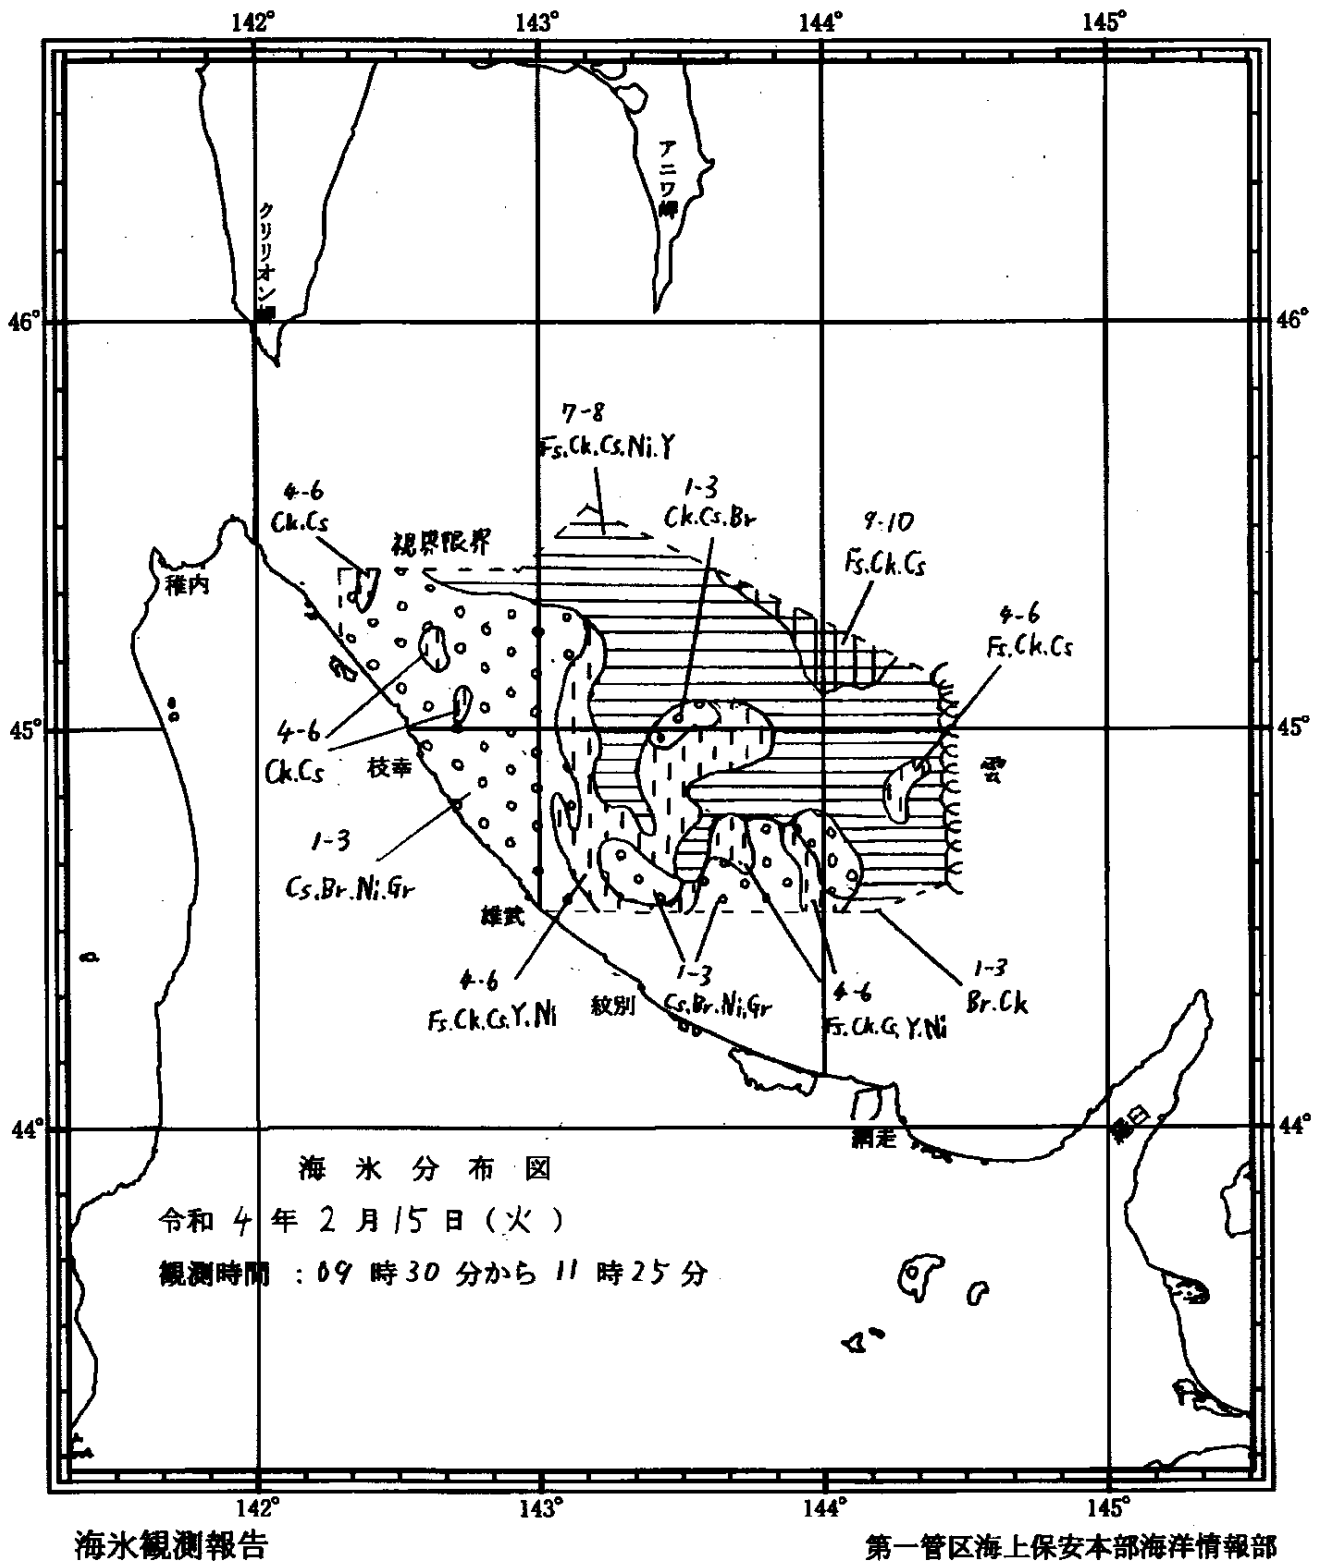 142° 143° 144° 145°
クリリオン岬
アニワ岬
46° 46°
7-8
Fs.Ck.Cs.Ni.Y
4-6
Ck.Cs
1-3
Ck.Cs.Br
視界限界
9-10
Fs.Ck.Cs
稚内
4-6
Fs.Ck.Cs
45° 45°
4-6
Ck.Cs
枝幸
雲
1-3
Cs.Br.Ni.Gr
雄武
4-6
Fs.Ck.Cs.Y.Ni
紋別
1-3
Cs.Br.Ni.Gr
4-6
Fs.Ck.Cs.Y.Ni
1-3
Br.Ck
44° 44°
網走
羅臼
海氷分布図
令和4年2月15日(火)
観測時間:09時30分から11時25分
142° 143° 144° 145°
海氷観測報告
第一管区海上保安本部海洋情報部